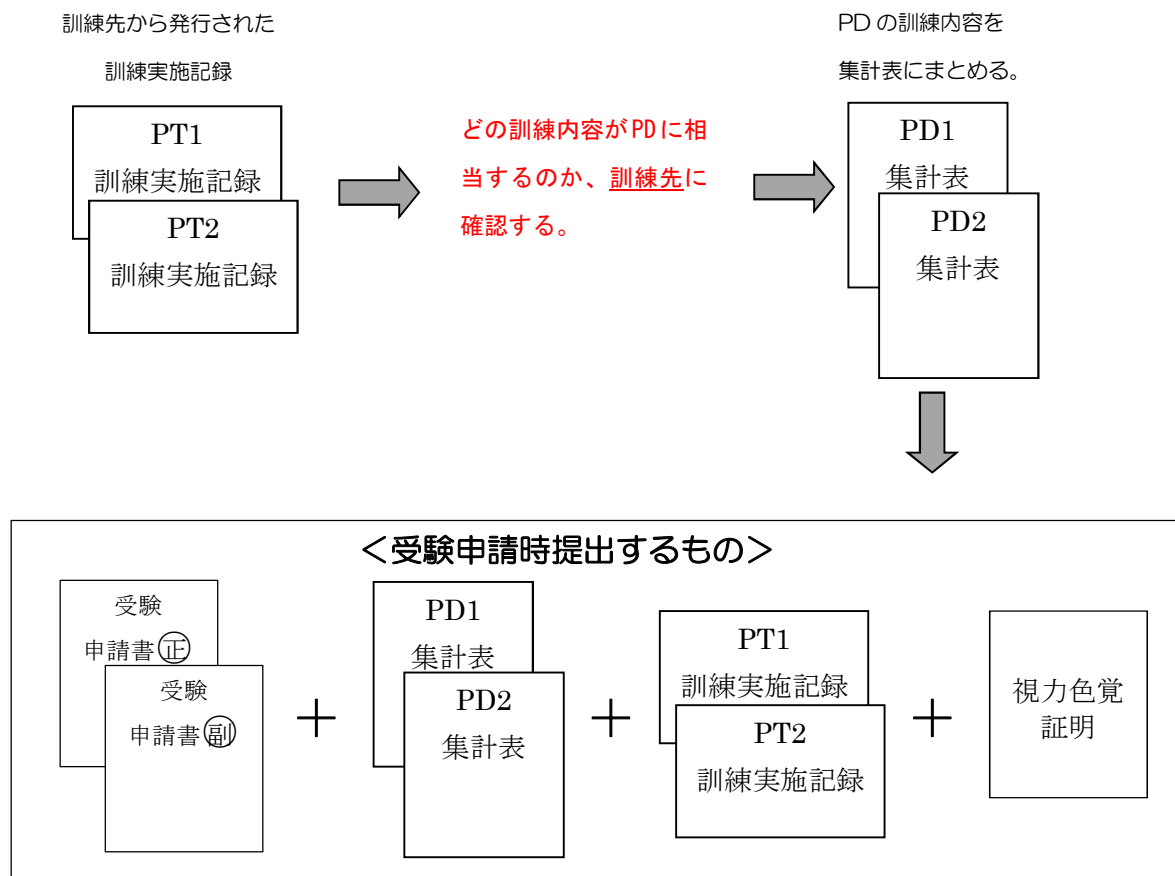 訓練先から発行された
訓練実施記録
PT1
訓練実施記録
PT2
訓練実施記録
どの訓練内容がPDに相
当するのか、訓練先に
確認する。
PD の訓練内容を
集計表にまとめる。
PD1
集計表
PD2
集計表
＜受験申請時提出するもの＞
受験
申請書㊣
受験
申請書副
＋
PD1
集計表
PD2
集計表
＋
PT1
訓練実施記録
PT2
訓練実施記録
＋
視力色覚
証明